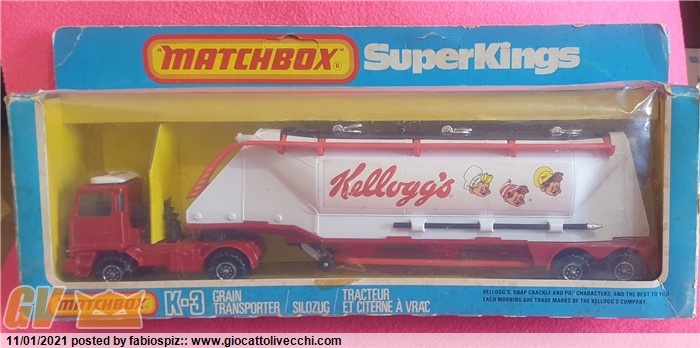 "MATCHBOX" SuperKings
Kellogg's
GV
MATCHBOX
K-3 GRAIN TRANSPORTER / SILOZUG / TRACTEUR ET CITERNE À VRAC
KELLOGG'S, SNAP CRACKLE AND POP CHARACTERS, AND THE BEST TO YOU
EACH MORNING ARE TRADE MARKS OF THE KELLOGG'S COMPANY.
11/01/2021 posted by fabiospiz:: www.giocattolivecchi.com